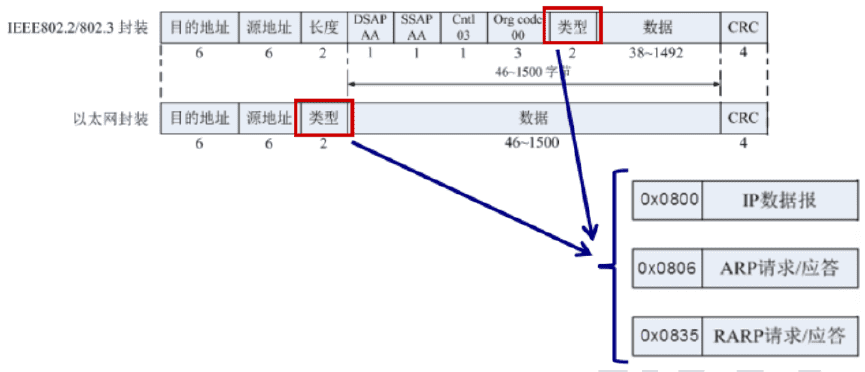 IEEE802.2/802.3 封装 目的地址 源地址 长度 DSAP AA SSAP AA Cntl 03 Org code 00 类型 数据 CRC
6 6 2 1 1 1 3 2 38~1492 4
46~1500 字节
以太网封装 目的地址 源地址 类型 数据 CRC
6 6 2 46~1500 4
0x0800 IP数据报
0x0806 ARP请求/应答
0x0835 RARP请求/应答